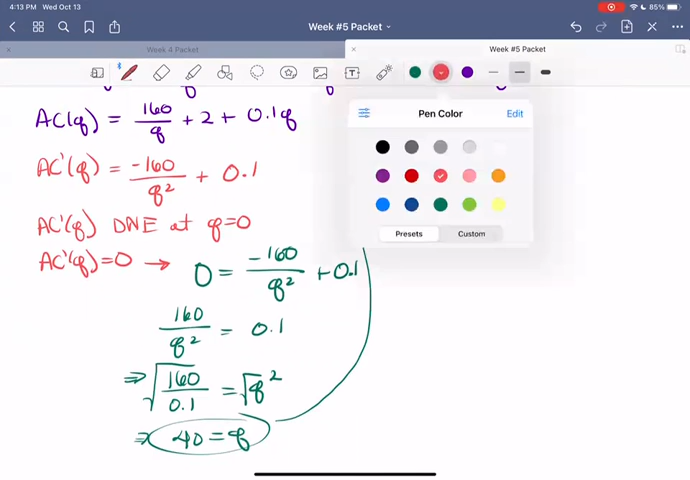 4:13 PM Wed Oct 13
85%
Week #5 Packet
Week 4 Packet
Week #5 Packet
Pen Color
Edit
Presets
Custom
AC(q) = 160/q + 2 + 0.1q
AC'(q) = -160/q² + 0.1
AC'(q) DNE at q=0
AC'(q)=0 → 0 = -160/q² + 0.1
160/q² = 0.1
⇒ √160/0.1 = √q²
⇒ 40 = q